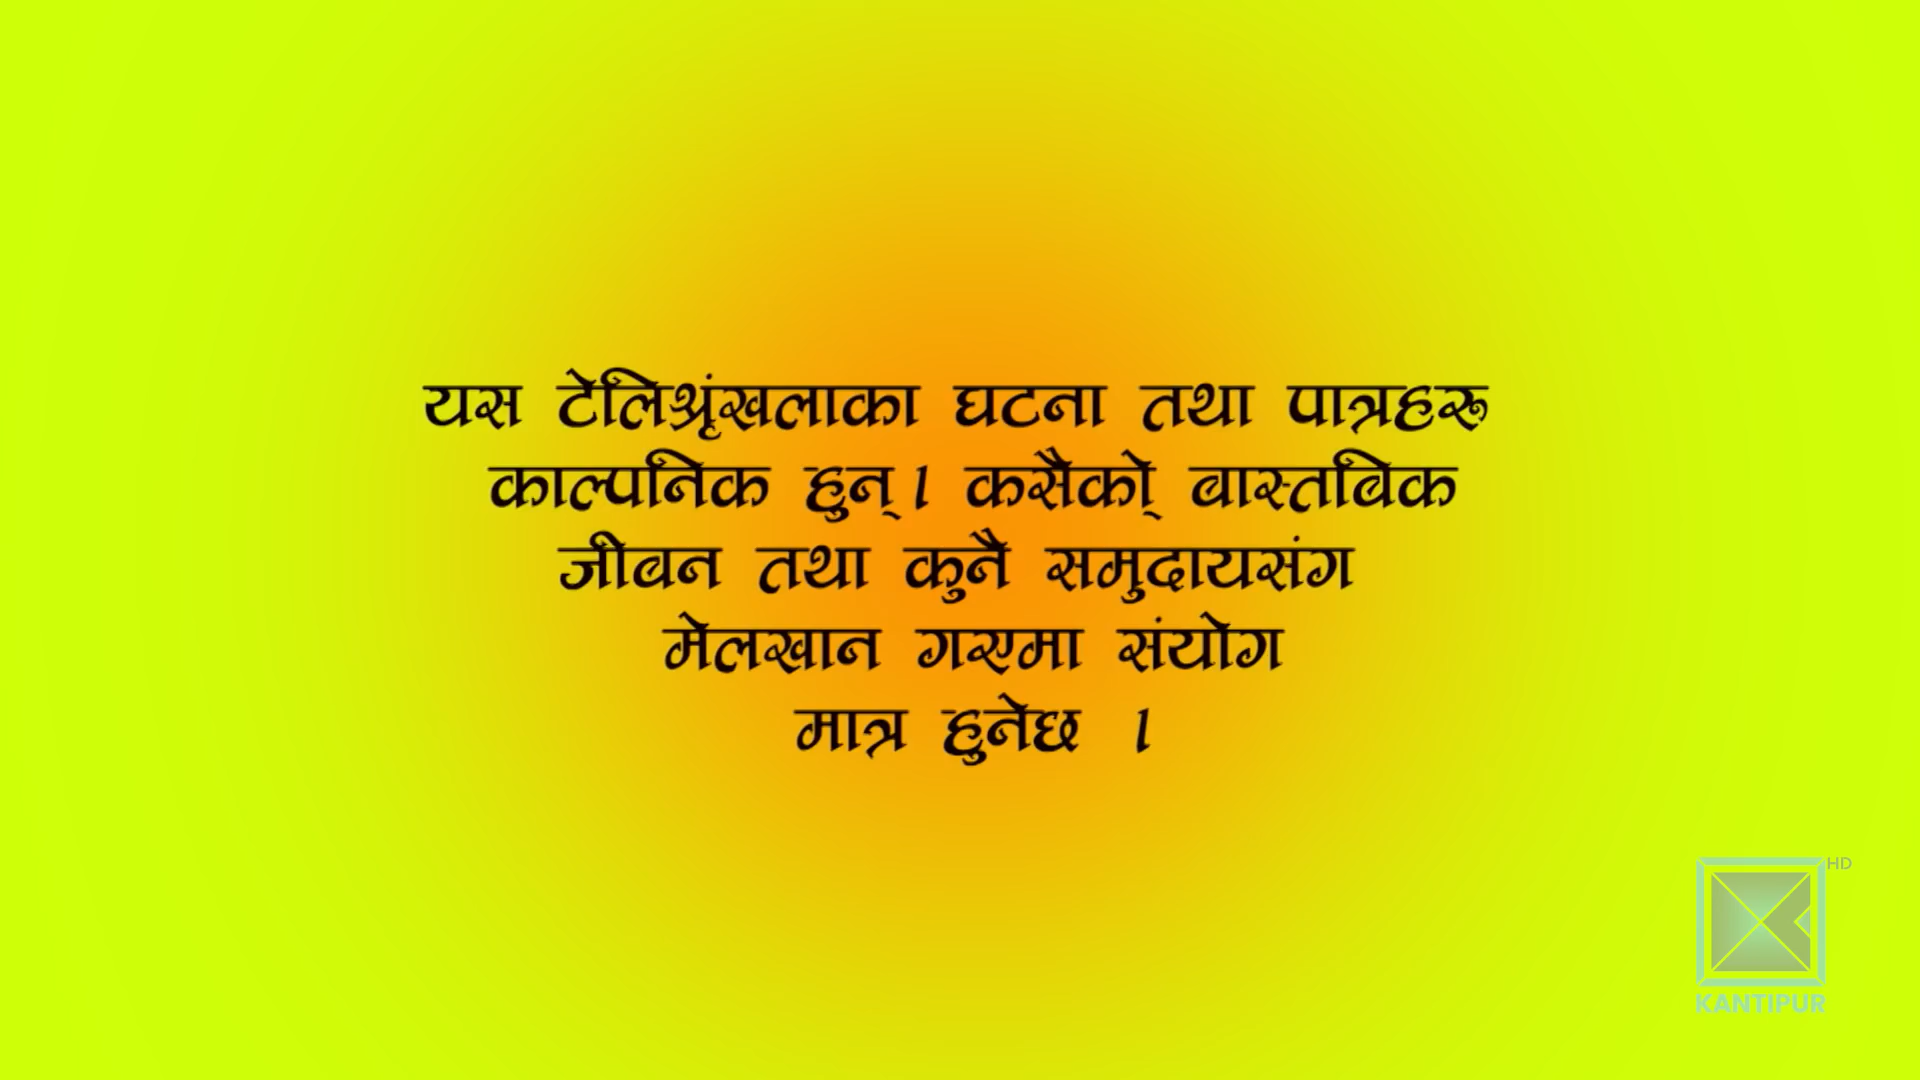 यस टेलिश्रृंखलाका घटना तथा पात्रहरू
काल्पनिक हुन्। कसैको् वास्तविक
जीवन तथा कुनै समुदायसंग
मेलखान गएमा संयोग
मात्र हुनेछ ।
HD
KANTIPUR